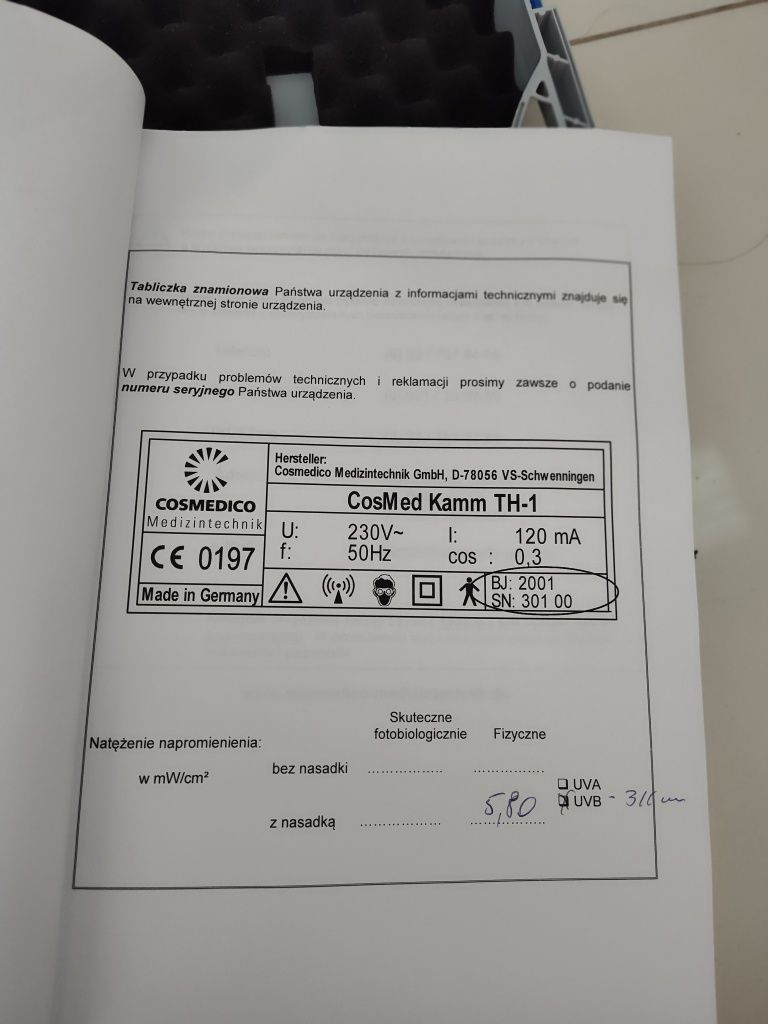 Tabliczka znamionowa Państwa urządzenia z informacjami technicznymi znajduje się
na wewnętrznej stronie urządzenia.
W przypadku problemów technicznych i reklamacji prosimy zawsze o podanie
numeru seryjnego Państwa urządzenia.
COSMEDICO
Medizintechnik
CE 0197
Made in Germany
Hersteller:
Cosmedico Medizintechnik GmbH, D-78056 VS-Schwenningen
CosMed Kamm TH-1
U: 230V~ I: 120 mA
f: 50Hz cos : 0,3
BJ: 2001
SN: 301 00
Skuteczne
fotobiologicznie Fizyczne
Natężenie napromienienia:
w mW/cm²
bez nasadki ................. ................
UVA
UVB
5,80
z nasadką ................. ................